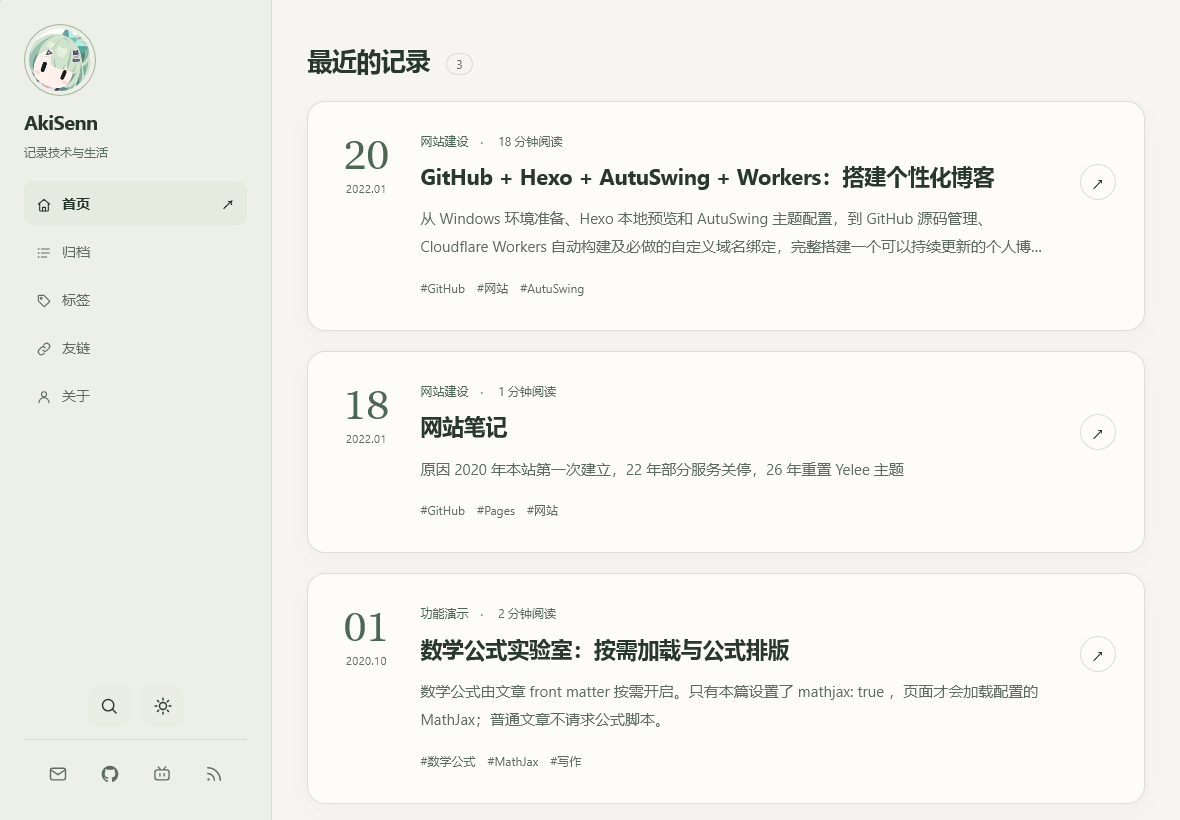 AkiSenn
记录技术与生活
首页
归档
标签
友链
关于
最近的记录 3
20
2022.01
网站建设 · 18 分钟阅读
GitHub + Hexo + AutuSwing + Workers：搭建个性化博客
从 Windows 环境准备、Hexo 本地预览和 AutuSwing 主题配置，到 GitHub 源码管理、
Cloudflare Workers 自动构建及必做的自定义域名绑定，完整搭建一个可以持续更新的个人博...
#GitHub #网站 #AutuSwing
18
2022.01
网站建设 · 1 分钟阅读
网站笔记
原因 2020 年本站第一次建立，22 年部分服务关停，26 年重置 Yelee 主题
#GitHub #Pages #网站
01
2020.10
功能演示 · 2 分钟阅读
数学公式实验室：按需加载与公式排版
数学公式由文章 front matter 按需开启。只有本篇设置了 mathjax: true ，页面才会加载配置的
MathJax；普通文章不请求公式脚本。
#数学公式 #MathJax #写作